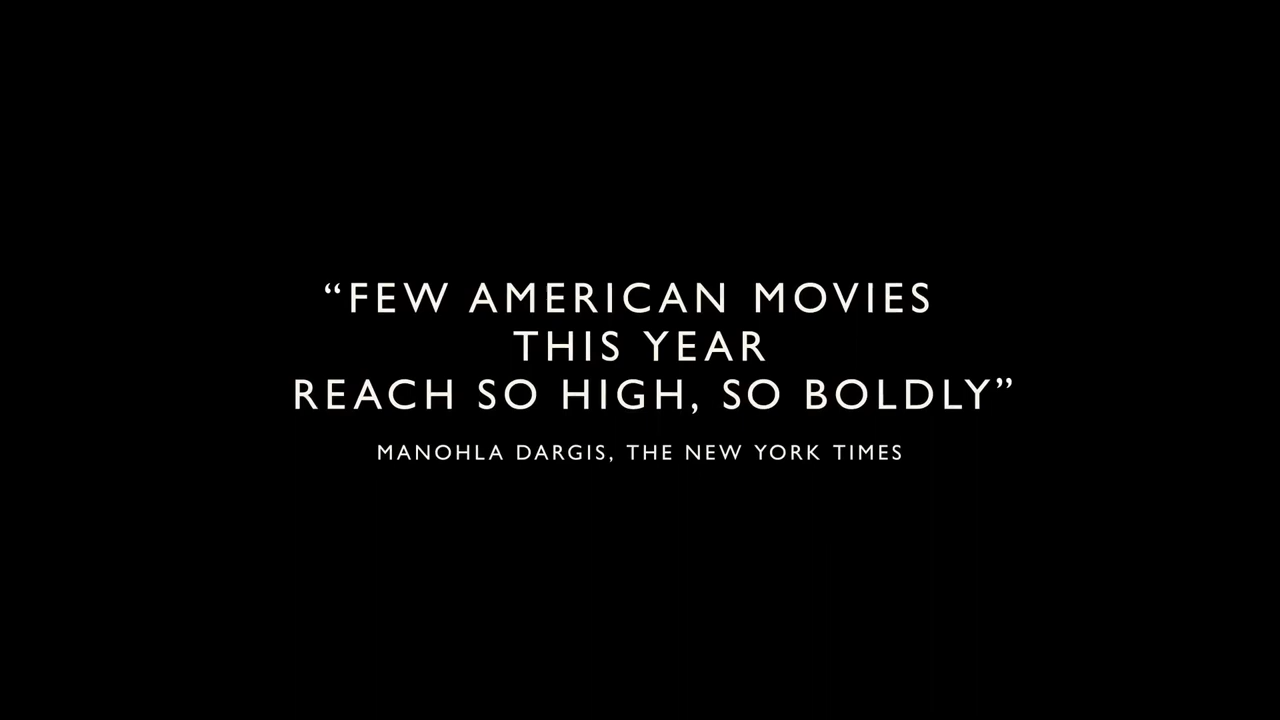 “FEW AMERICAN MOVIES
THIS YEAR
REACH SO HIGH, SO BOLDLY”
MANOHLA DARGIS, THE NEW YORK TIMES